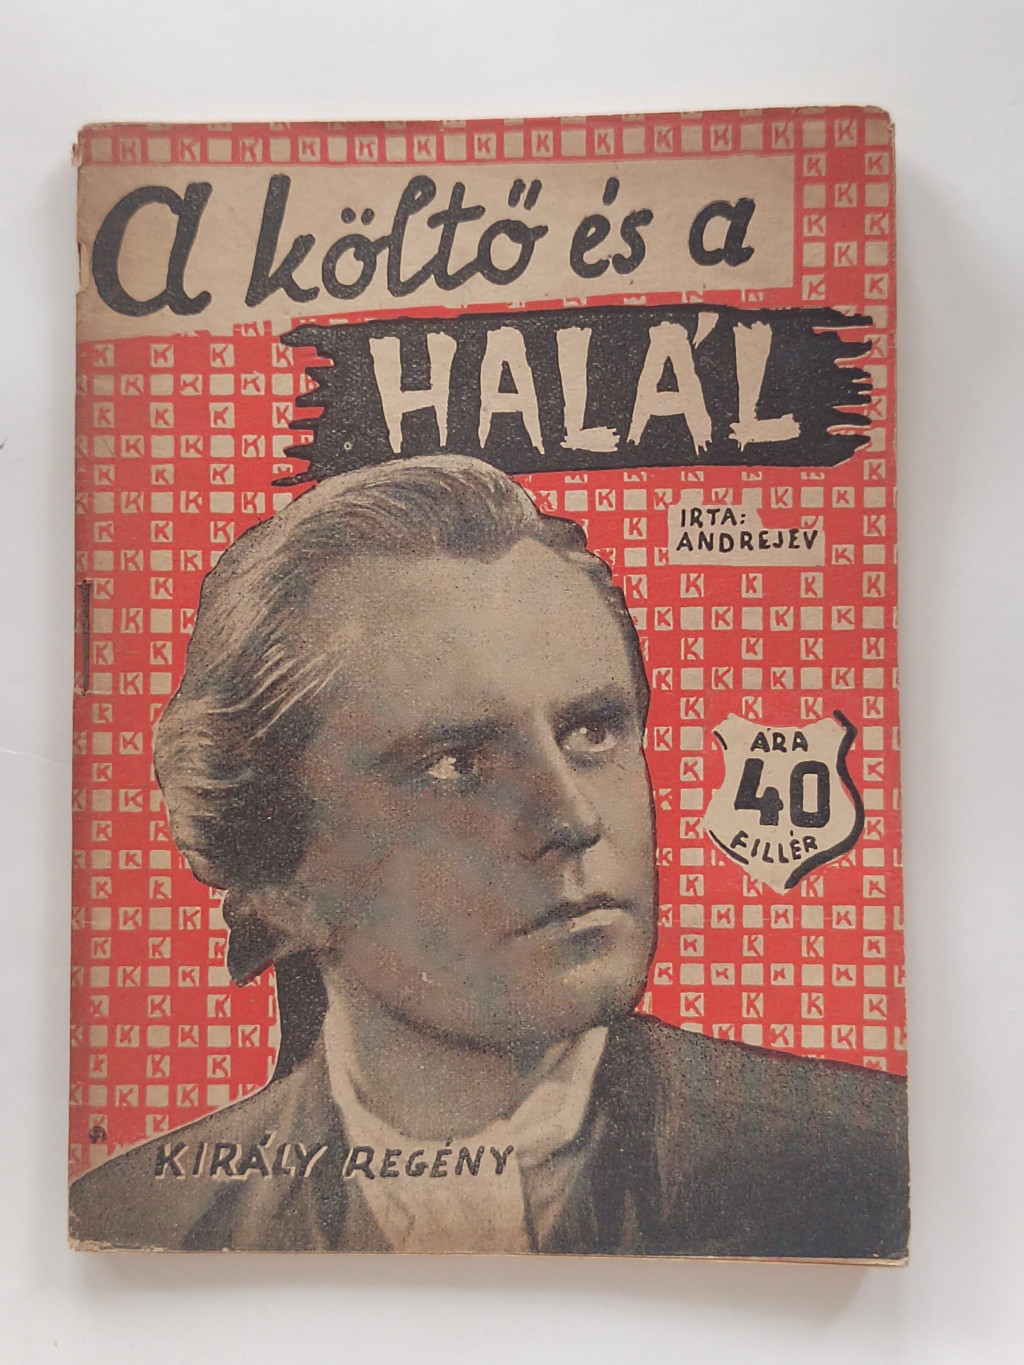 A költő és a
HALÁL
IRTA:
ANDREJEV
ÁRA
40
FILLÉR
KIRÁLY REGÉNY